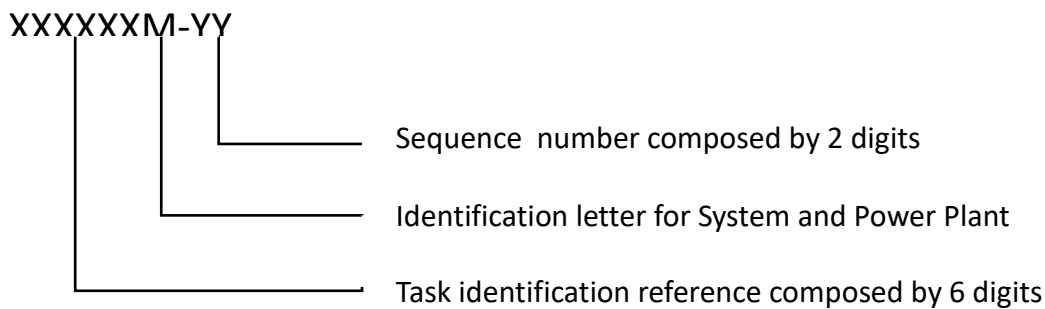 XXXXXXM-YY
Sequence number composed by 2 digits
Identification letter for System and Power Plant
Task identification reference composed by 6 digits